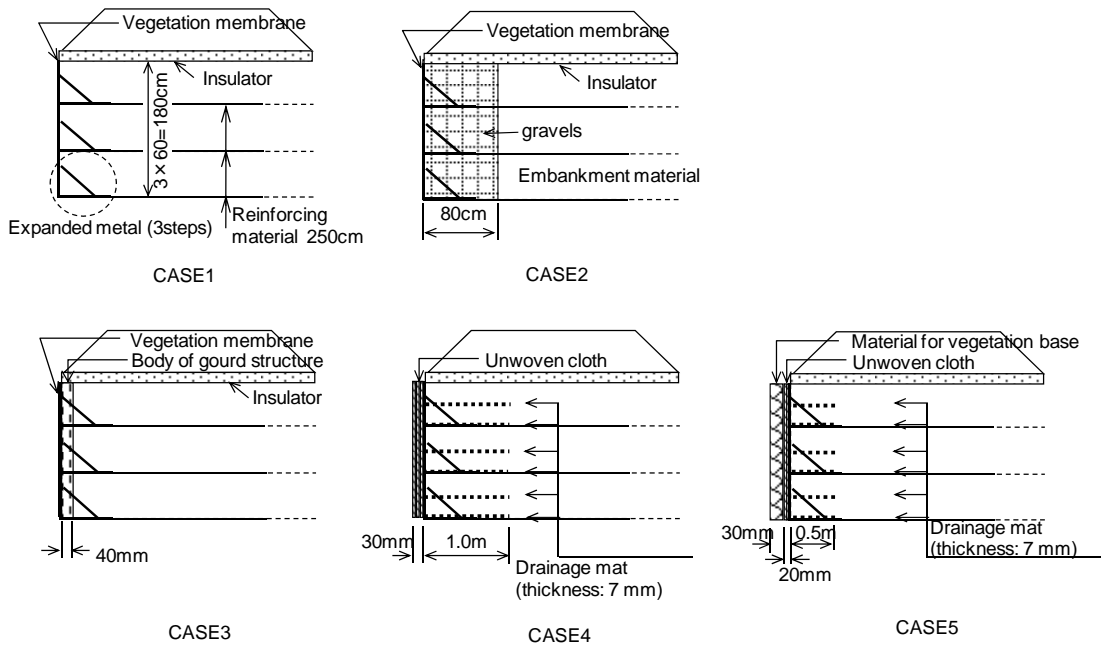 Vegetation membrane
Insulator
3×60=180cm
Expanded metal (3steps)
Reinforcing
material 250cm
CASE1
Vegetation membrane
Insulator
gravels
Embankment material
80cm
CASE2
Vegetation membrane
Body of gourd structure
Insulator
40mm
CASE3
Unwoven cloth
30mm
1.0m
Drainage mat
(thickness: 7 mm)
CASE4
Material for vegetation base
Unwoven cloth
30mm
0.5m
20mm
Drainage mat
(thickness: 7 mm)
CASE5